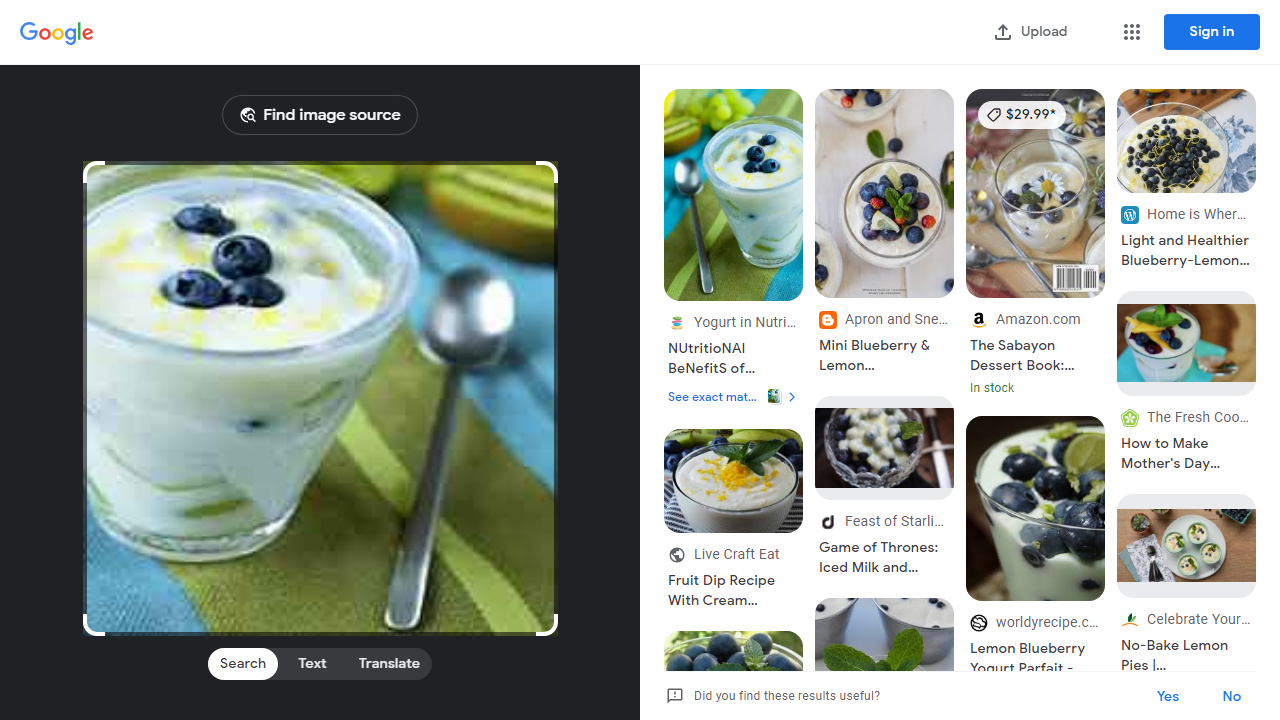 Google
Upload
Sign in
Find image source
Search
Text
Translate
Yogurt in Nutri...
NUtritioNAl
BeNefitS of...
See exact mat...
Live Craft Eat
Fruit Dip Recipe
With Cream...
Apron and Sne...
Mini Blueberry &
Lemon...
Feast of Starli...
Game of Thrones:
Iced Milk and...
$29.99*
Amazon.com
The Sabayon
Dessert Book:...
In stock
worldyrecipe.c...
Lemon Blueberry
Yogurt Parfait -
Home is Wher...
Light and Healthier
Blueberry-Lemon...
The Fresh Coo...
How to Make
Mother's Day...
Celebrate Your...
No-Bake Lemon
Pies |...
Did you find these results useful?
Yes
No